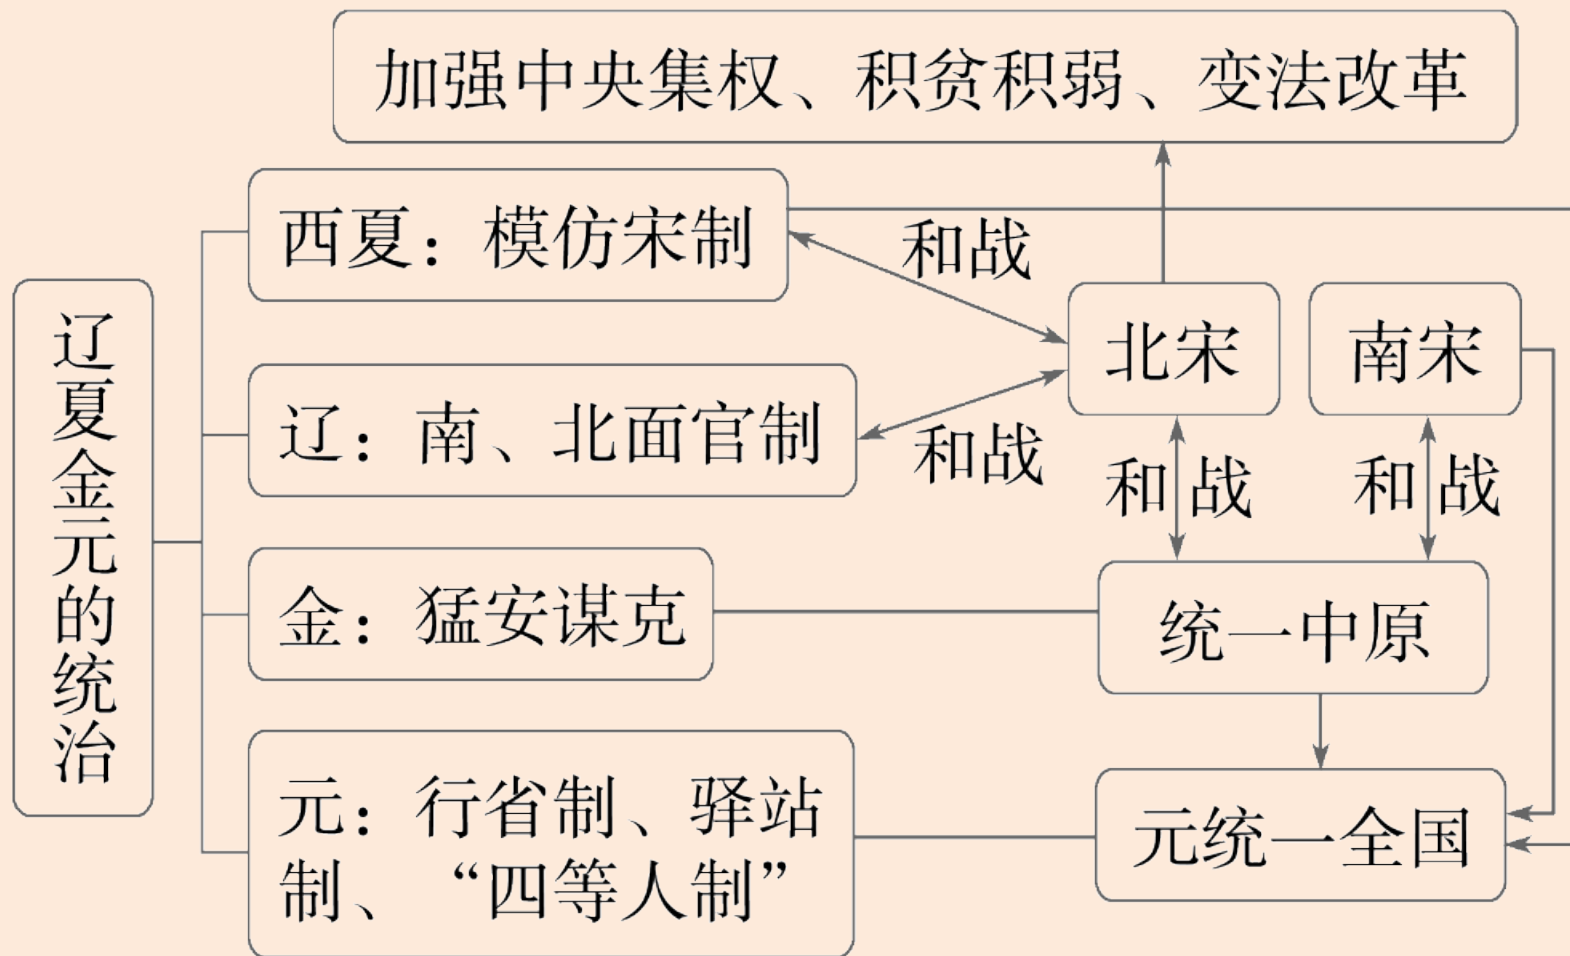 加强中央集权、积贫积弱、变法改革
西夏：模仿宋制
和战
北宋
南宋
辽夏金元的统治
辽：南、北面官制
和战
和战
和战
金：猛安谋克
统一中原
元：行省制、驿站
制、“四等人制”
元统一全国